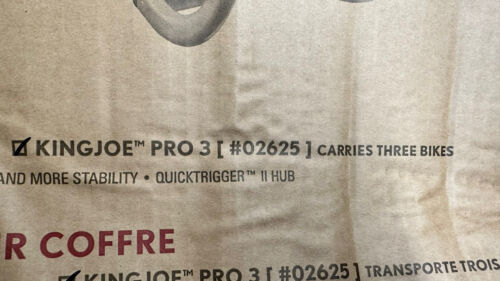 KINGJOE™ PRO 3 [ #02625 ] CARRIES THREE BIKES
AND MORE STABILITY • QUICKTRIGGER™ II HUB
R COFFRE
KINGJOE™ PRO 3 [ #02625 ] TRANSPORTE TROIS